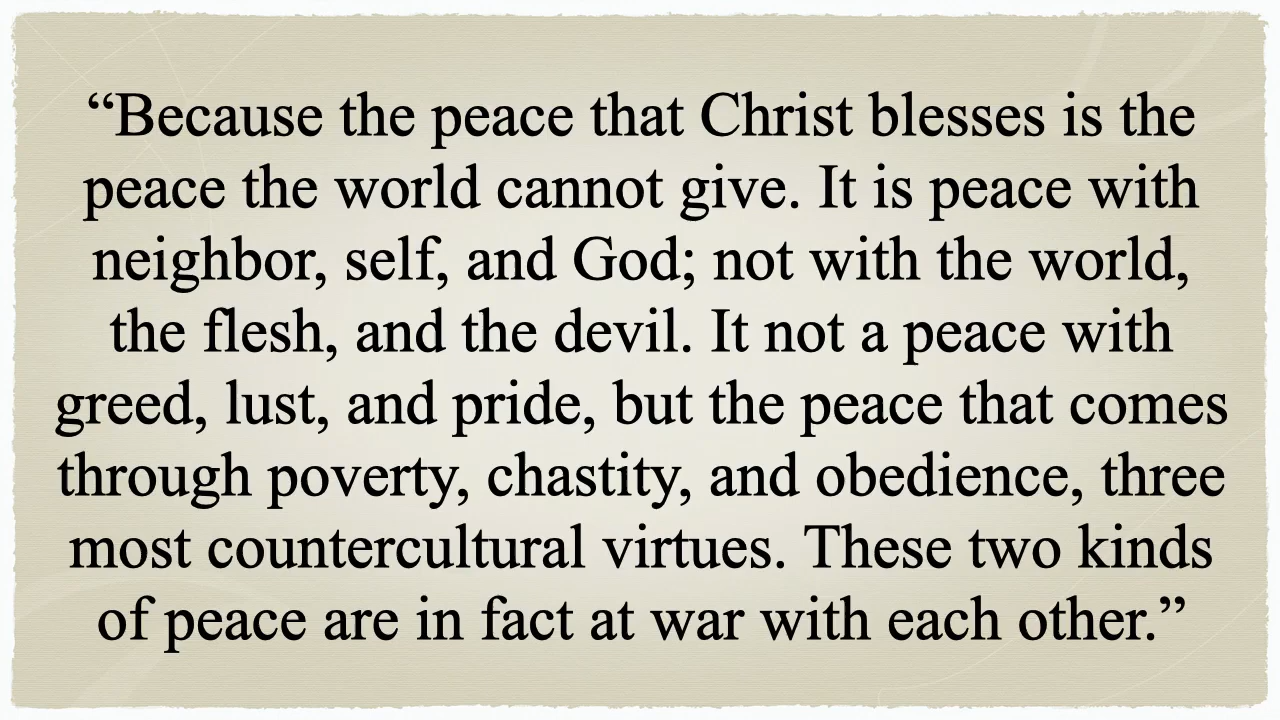 “Because the peace that Christ blesses is the
peace the world cannot give. It is peace with
neighbor, self, and God; not with the world,
the flesh, and the devil. It not a peace with
greed, lust, and pride, but the peace that comes
through poverty, chastity, and obedience, three
most countercultural virtues. These two kinds
of peace are in fact at war with each other.”